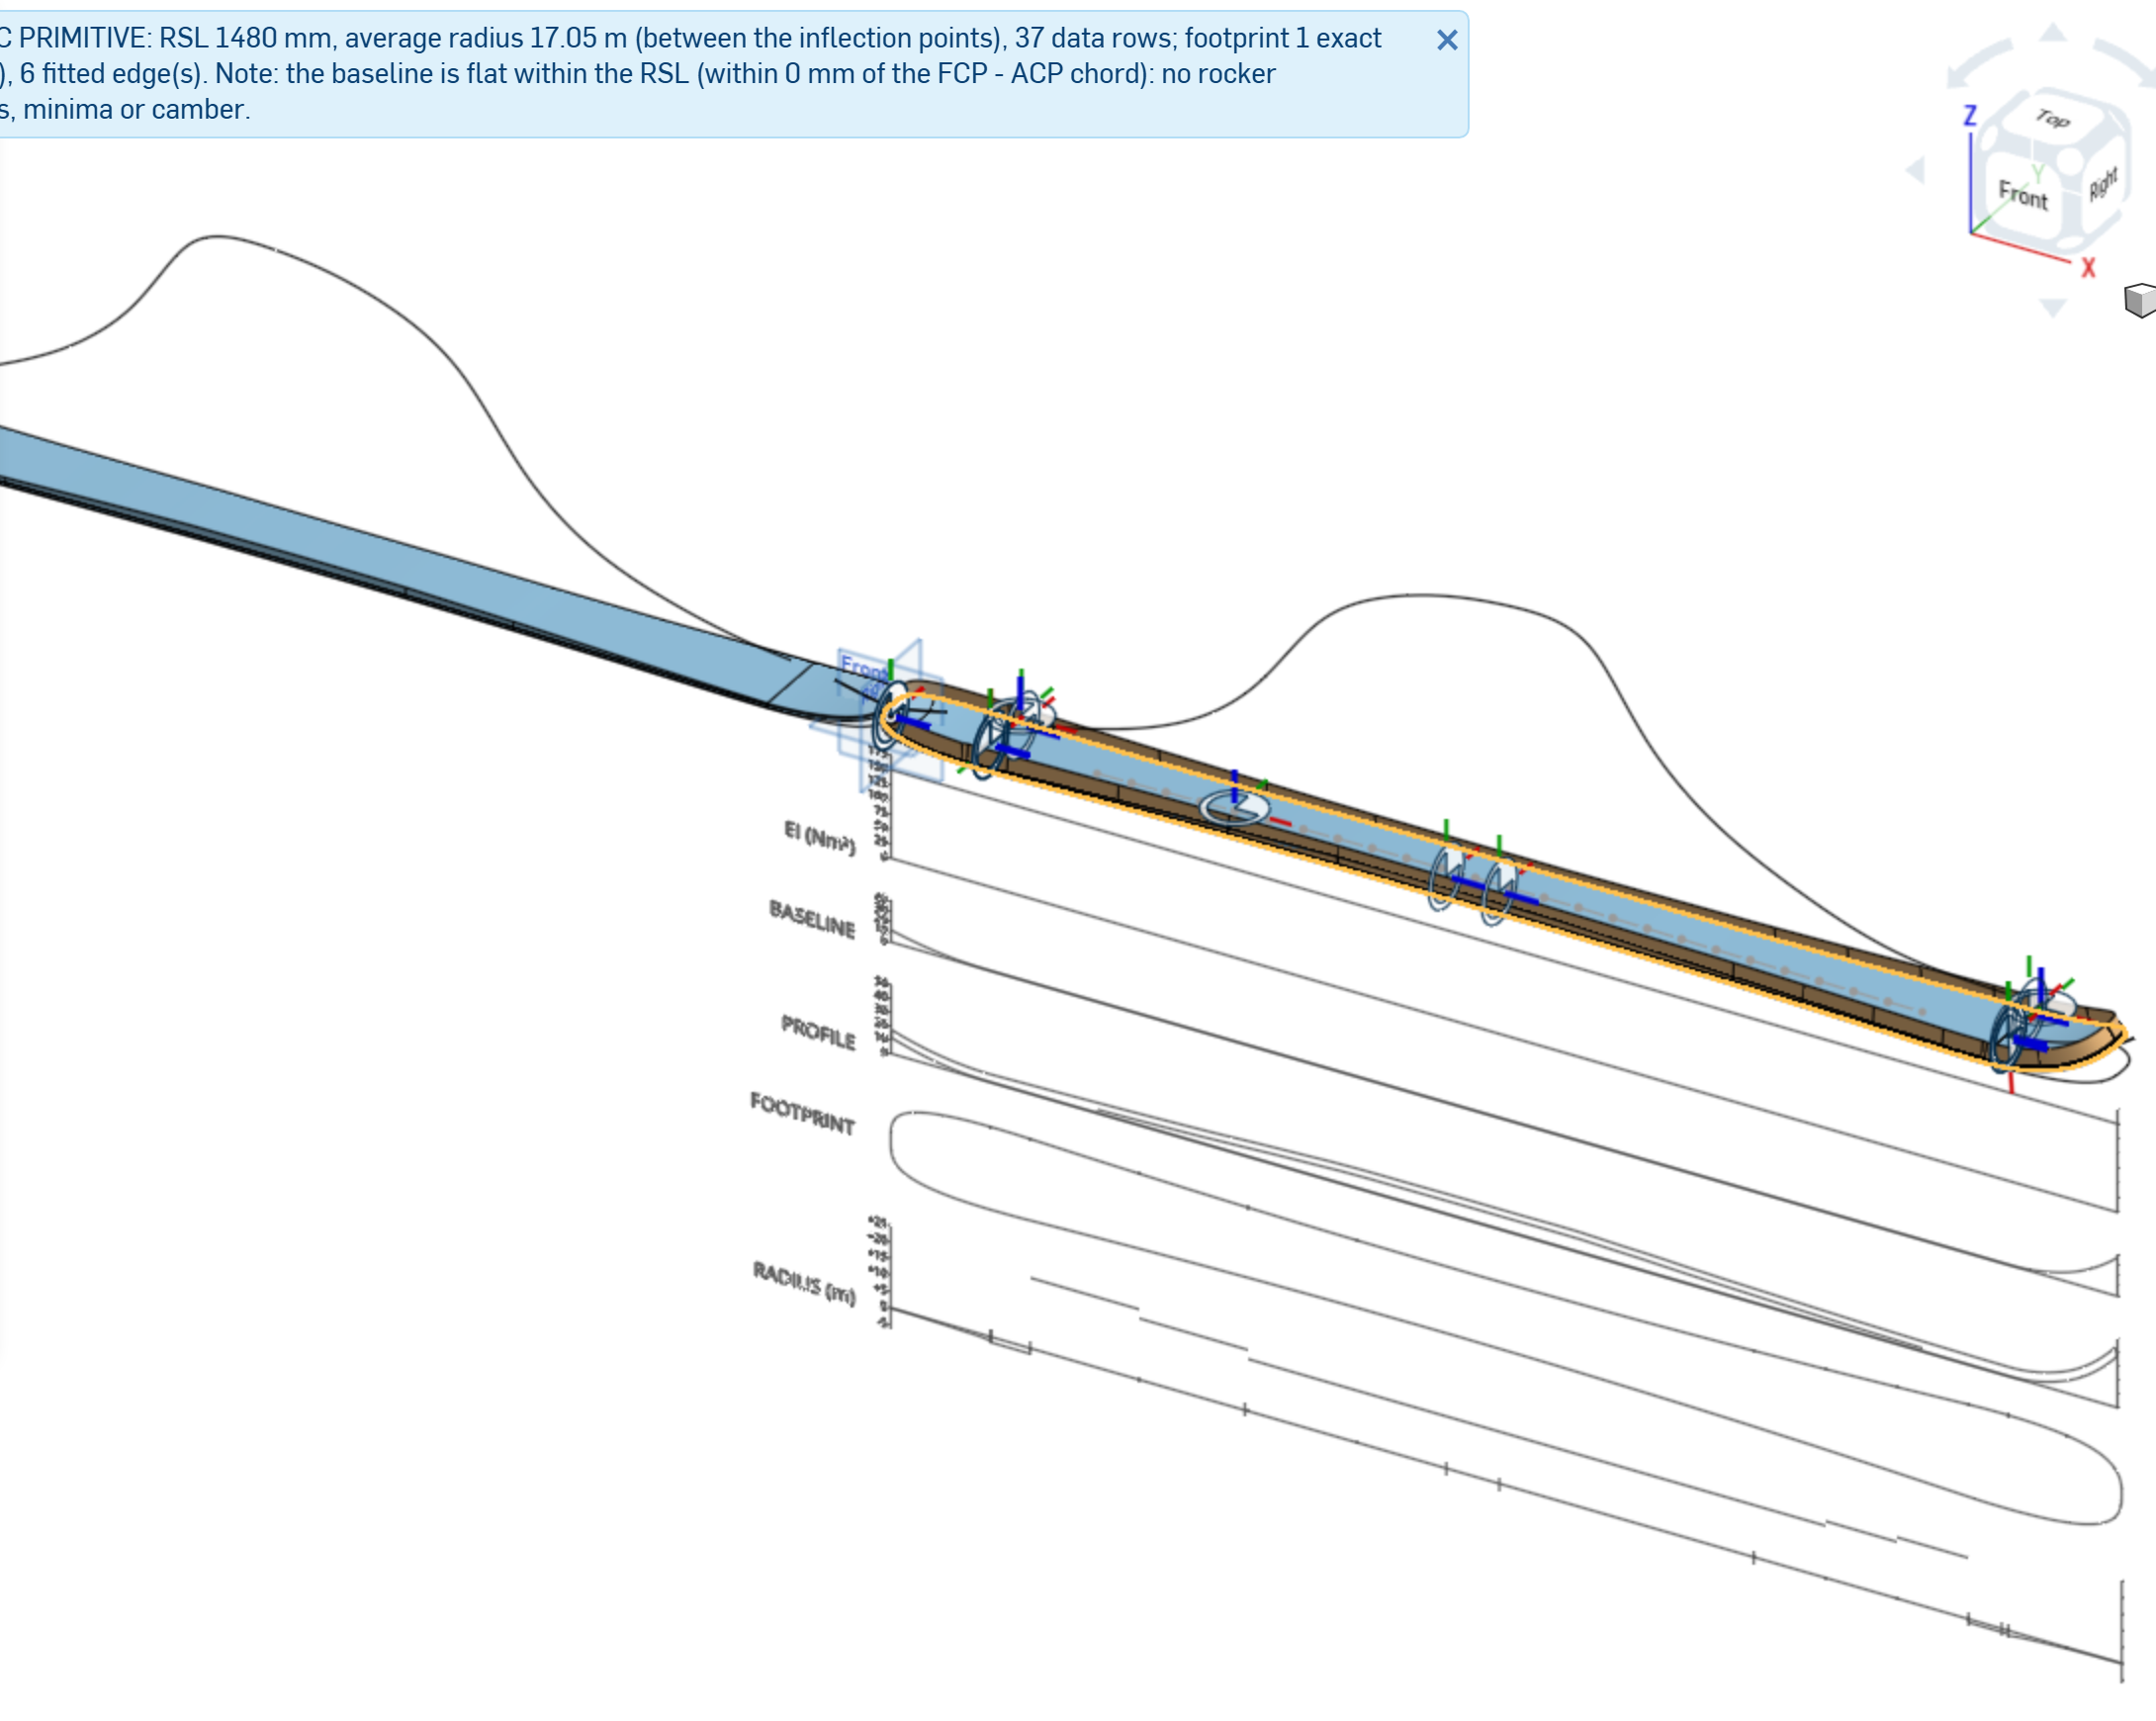 C PRIMITIVE: RSL 1480 mm, average radius 17.05 m (between the inflection points), 37 data rows; footprint 1 exact
), 6 fitted edge(s). Note: the baseline is flat within the RSL (within 0 mm of the FCP - ACP chord): no rocker
s, minima or camber.
Z
Top
Y
Front
Right
X
Front
EI (Nm²)
BASELINE
PROFILE
FOOTPRINT
RADIUS (m)